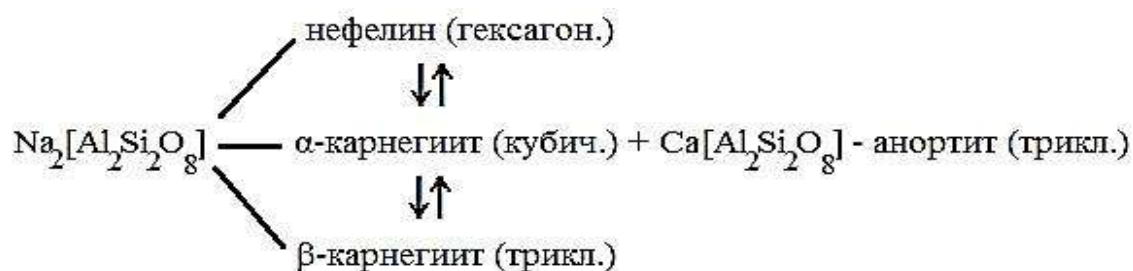 нефелин (гексагон.)
↓↑
Na₂[Al₂Si₂O₈] α-карнегиит (кубич.) + Ca[Al₂Si₂O₈] - анортит (трикл.)
↓↑
β-карнегиит (трикл.)